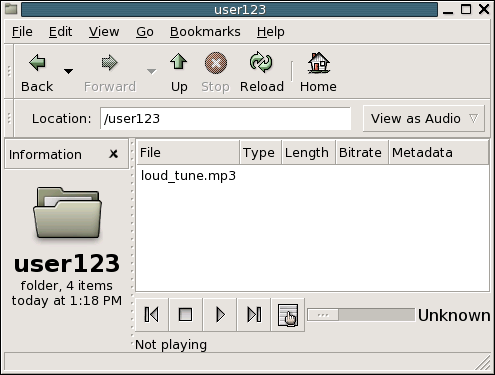 user123
File Edit View Go Bookmarks Help
Back Forward Up Stop Reload Home
Location: /user123 View as Audio
Information x
File Type Length Bitrate Metadata
loud_tune.mp3
user123
folder, 4 items
today at 1:18 PM
Unknown
Not playing